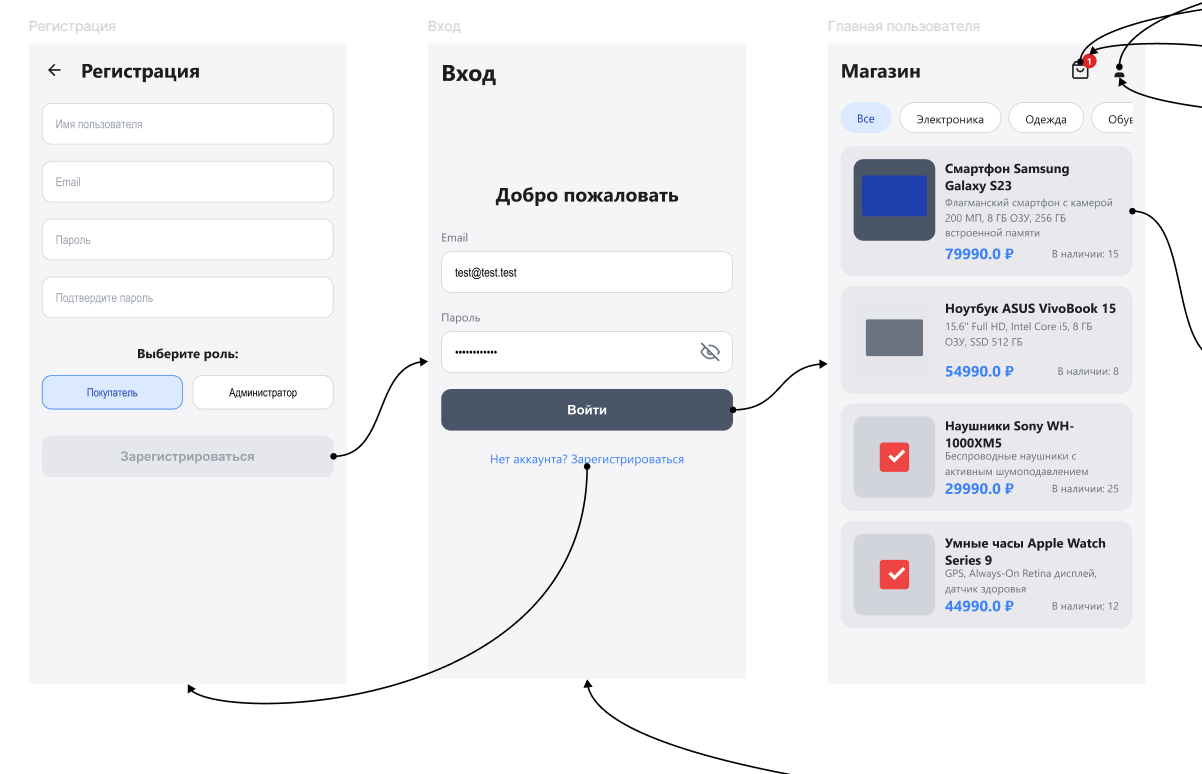 Регистрация
Регистрация
Имя пользователя
Email
Пароль
Подтвердите пароль
Выберите роль:
Покупатель
Администратор
Зарегистрироваться
Вход
Вход
Добро пожаловать
Email
test@test.test
Пароль
••••••••••••
Войти
Нет аккаунта? Зарегистрироваться
Главная пользователя
Магазин
1
Все
Электроника
Одежда
Обув
Смартфон Samsung
Galaxy S23
Флагманский смартфон с камерой
200 МП, 8 ГБ ОЗУ, 256 ГБ
встроенной памяти
79990.0 ₽
В наличии: 15
Ноутбук ASUS VivoBook 15
15.6" Full HD, Intel Core i5, 8 ГБ
ОЗУ, SSD 512 ГБ
54990.0 ₽
В наличии: 8
Наушники Sony WH-
1000XM5
Беспроводные наушники с
активным шумоподавлением
29990.0 ₽
В наличии: 25
Умные часы Apple Watch
Series 9
GPS, Always-On Retina дисплей,
датчик здоровья
44990.0 ₽
В наличии: 12